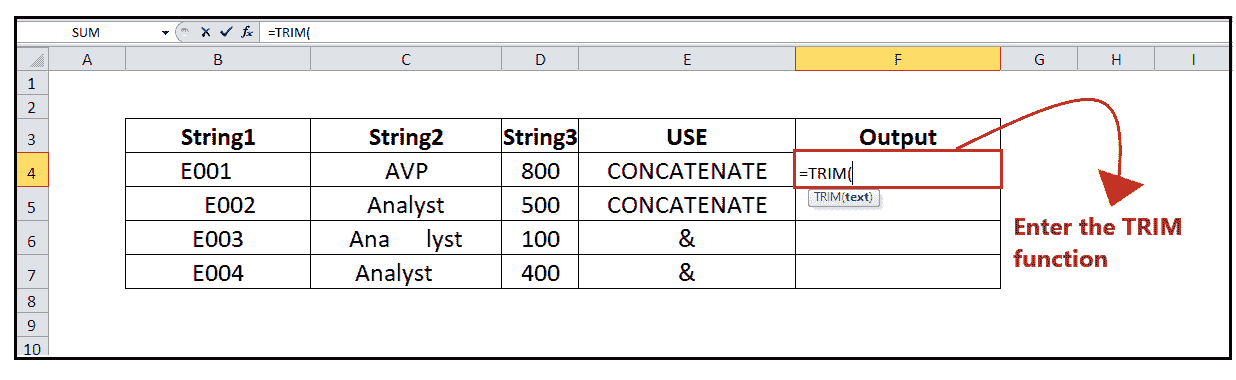 SUM fx =TRIM(
A B C D E F G H I
1
2
3 String1 String2 String3 USE Output
4 E001 AVP 800 CONCATENATE =TRIM(
TRIM(text)
5 E002 Analyst 500 CONCATENATE
Enter the TRIM
6 E003 Ana lyst 100 &
function
7 E004 Analyst 400 &
8
9
10